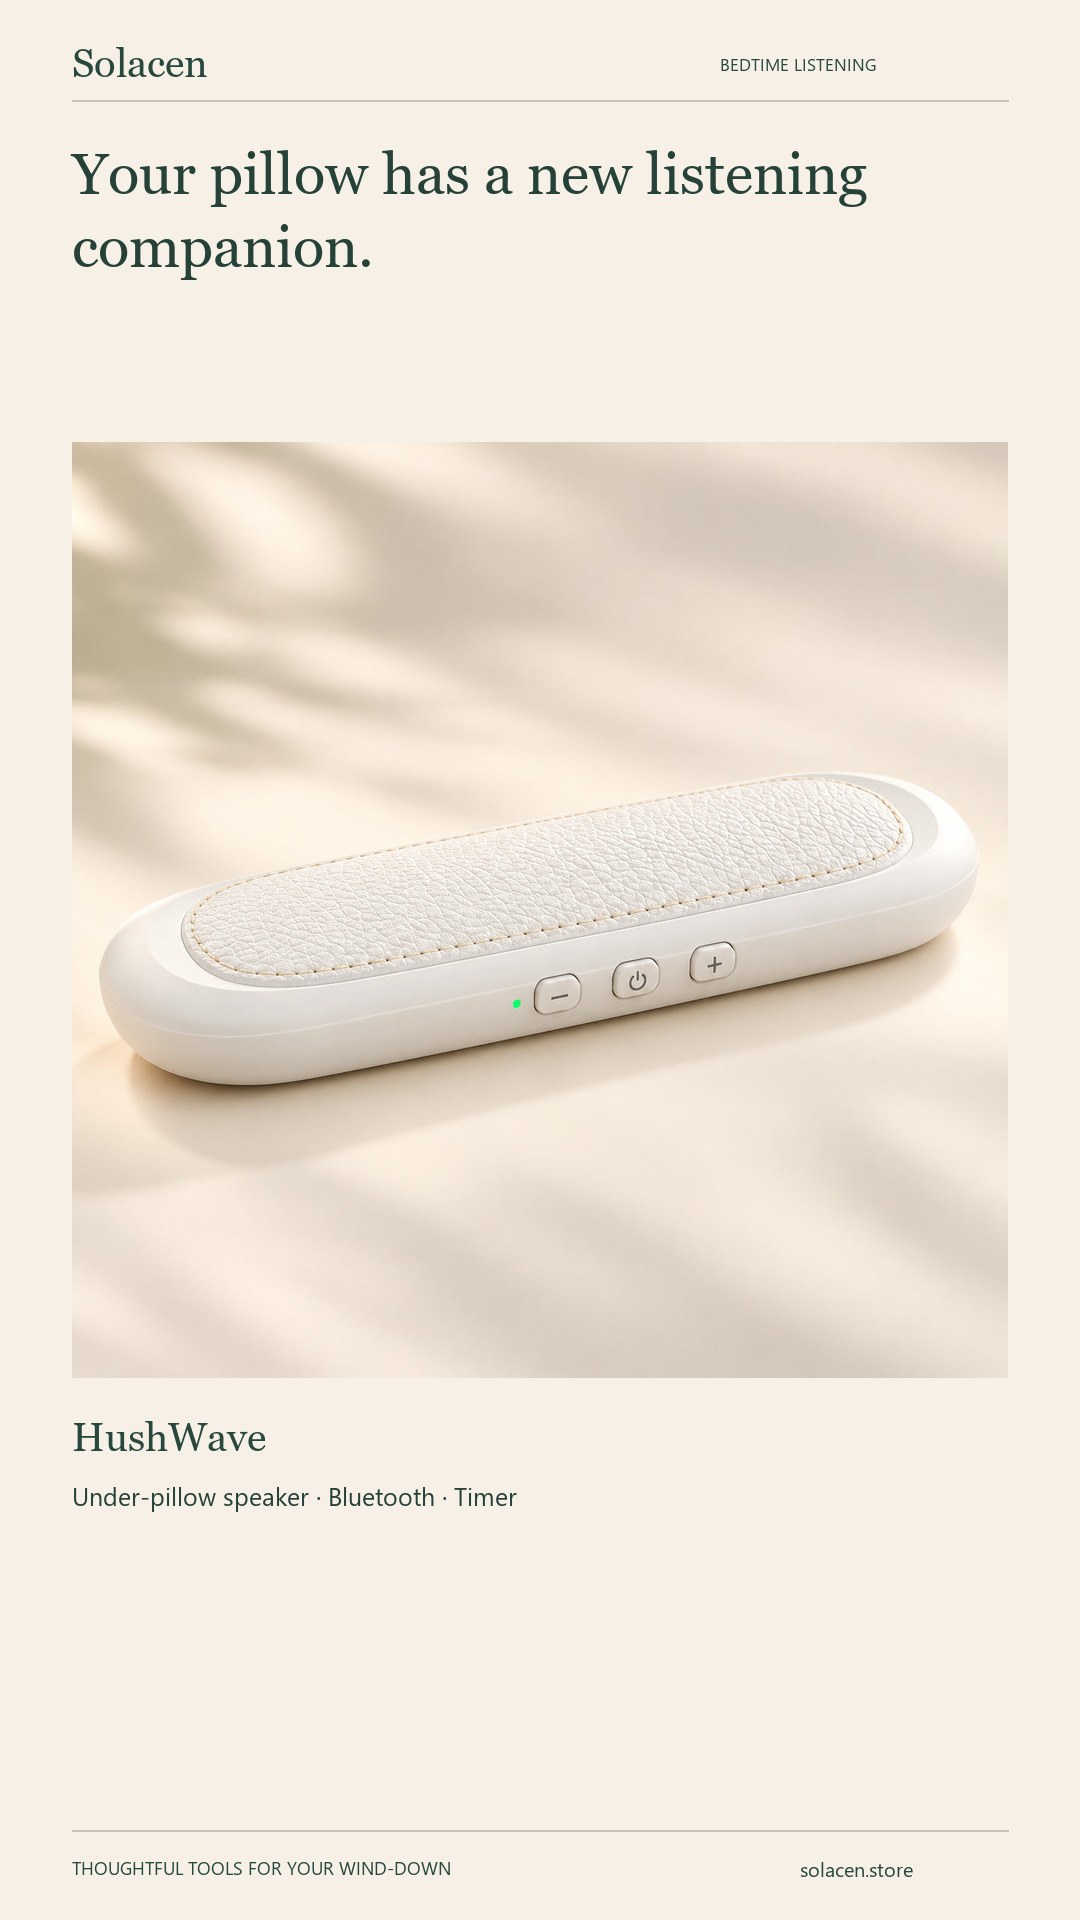 Solacen
BEDTIME LISTENING
Your pillow has a new listening
companion.
HushWave
Under-pillow speaker · Bluetooth · Timer
THOUGHTFUL TOOLS FOR YOUR WIND-DOWN
solacen.store